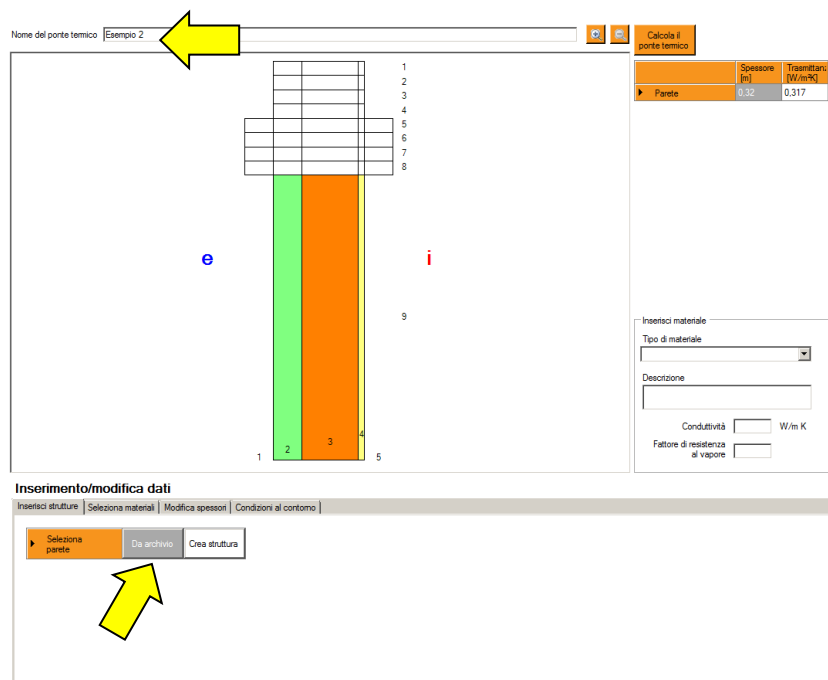 Nome del ponte termico Esempio 2
Calcola il
ponte termico
Spessore
[m]
Trasmittanz
[W/m²K]
Parete 0,32 0,317
1
2
3
4
5
6
7
8
e i
9
1 2 3 4 5
Inserisci materiale
Tipo di materiale
Descrizione
Conduttività W/m K
Fattore di resistenza
al vapore
Inserimento/modifica dati
Inserisci strutture Seleziona materiali Modifica spessori Condizioni al contorno
Seleziona
parete
Da archivio Crea struttura